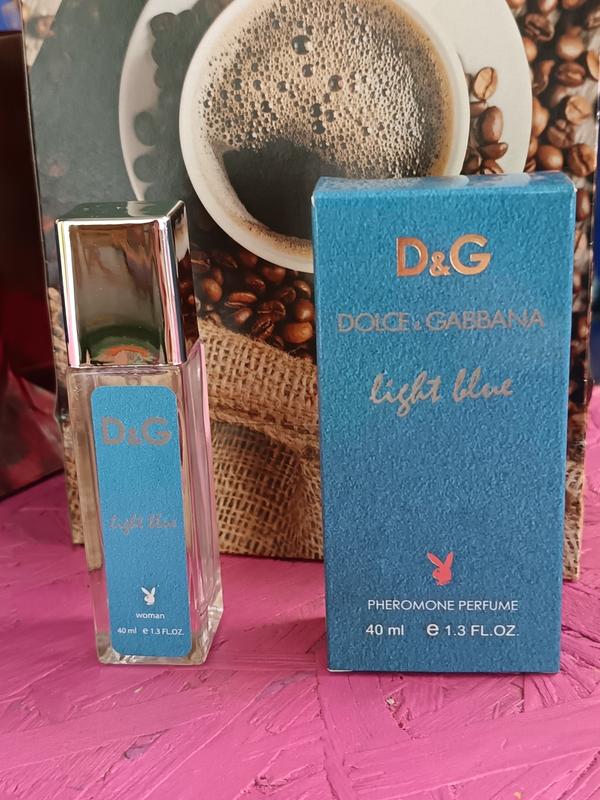 D&G
light blue
woman
40 ml e 1.3 FL.OZ.
D&G
DOLCE & GABBANA
light blue
PHEROMONE PERFUME
40 ml e 1.3 FL.OZ.